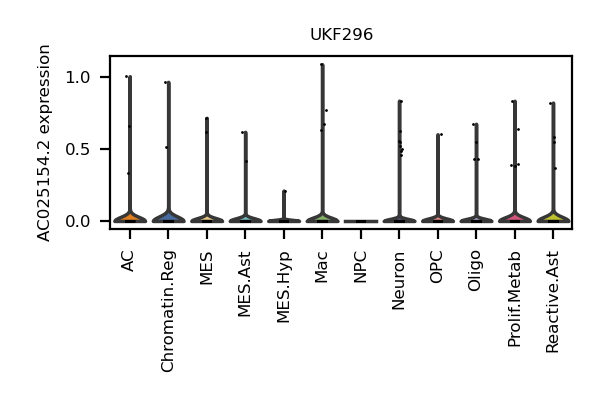 UKF296
AC025154.2 expression
1.0
0.5
0.0
AC
Chromatin.Reg
MES
MES.Ast
MES.Hyp
Mac
NPC
Neuron
OPC
Oligo
Prolif.Metab
Reactive.Ast